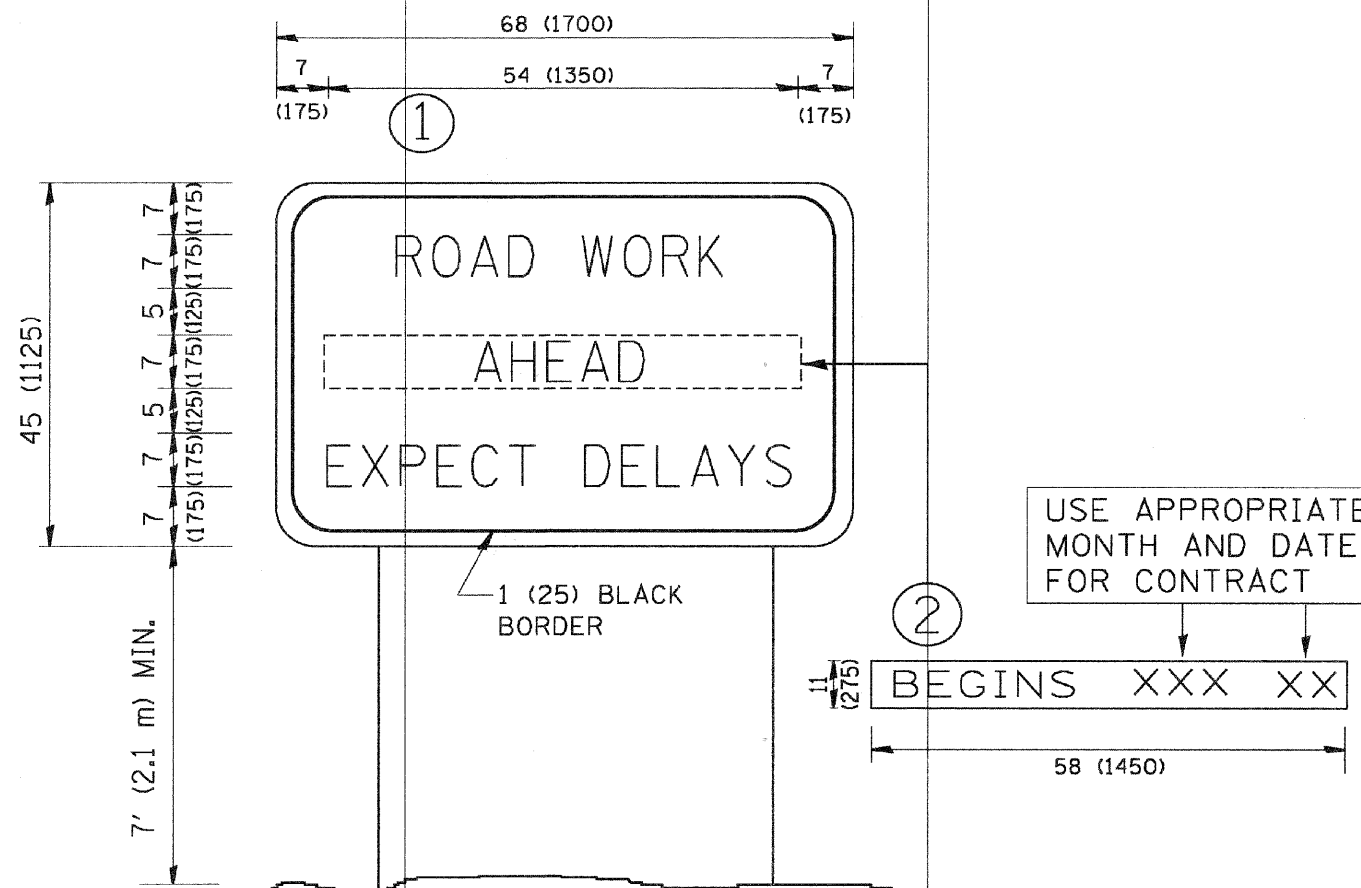 68 (1700)
7 54 (1350) 7
(175) (175)
1
45 (1125)
7 (175)
7 (175)
5 (125)
7 (175)
5 (125)
7 (175)
7 (175)
ROAD WORK
AHEAD
EXPECT DELAYS
1 (25) BLACK
BORDER
7' (2.1 m) MIN.
USE APPROPRIATE
MONTH AND DATE
FOR CONTRACT
2
11 (275)
BEGINS XXX XX
58 (1450)